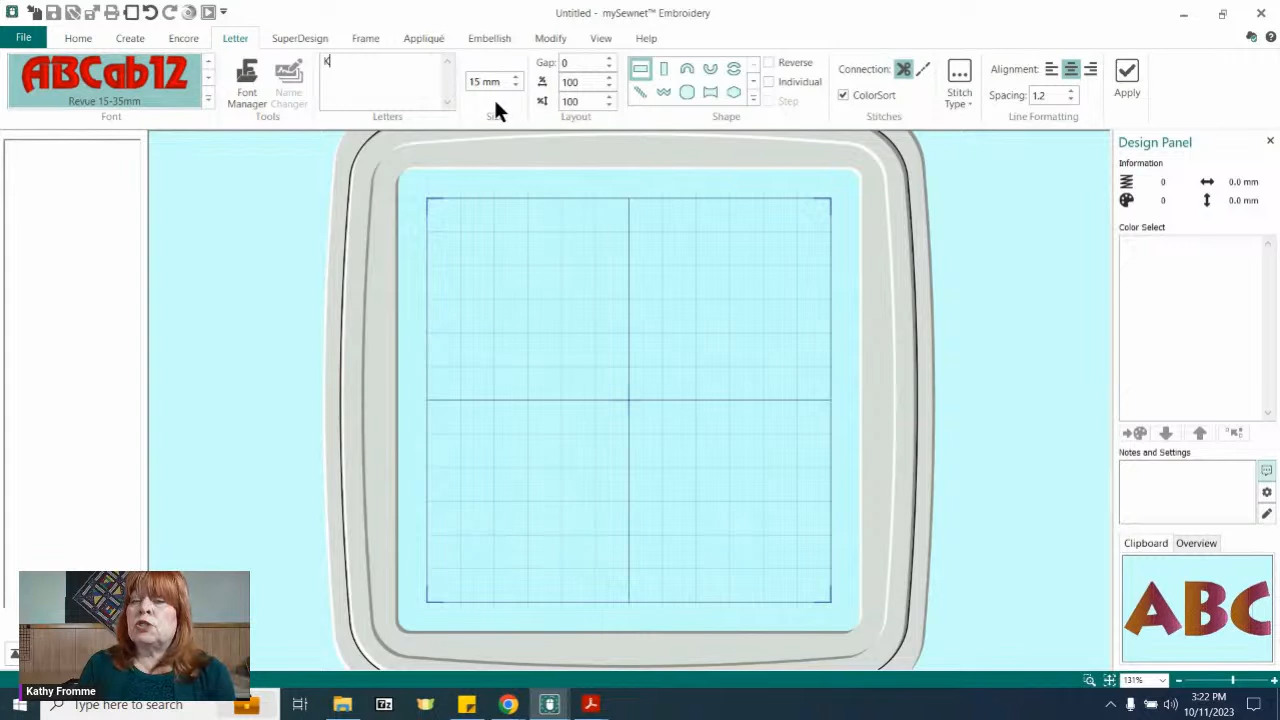 Untitled - mySewnet™ Embroidery
File
Home
Create
Encore
Letter
SuperDesign
Frame
Appliqué
Embellish
Modify
View
Help
ABCab12
Revue 15-35mm
Font
Font Manager
Name Changer
Tools
K
Letters
15 mm
Gap: 0
100
100
Layout
Reverse
Individual
Step
Shape
Connection:
ColorSort
Stitch Type
Stitches
Alignment:
Spacing: 1.2
Line Formatting
Apply
Design Panel
Information
0
0.0 mm
0
0.0 mm
Color Select
Notes and Settings
Clipboard
Overview
ABC
131%
Kathy Fromme
Type here to search
7z
3:22 PM
10/11/2023